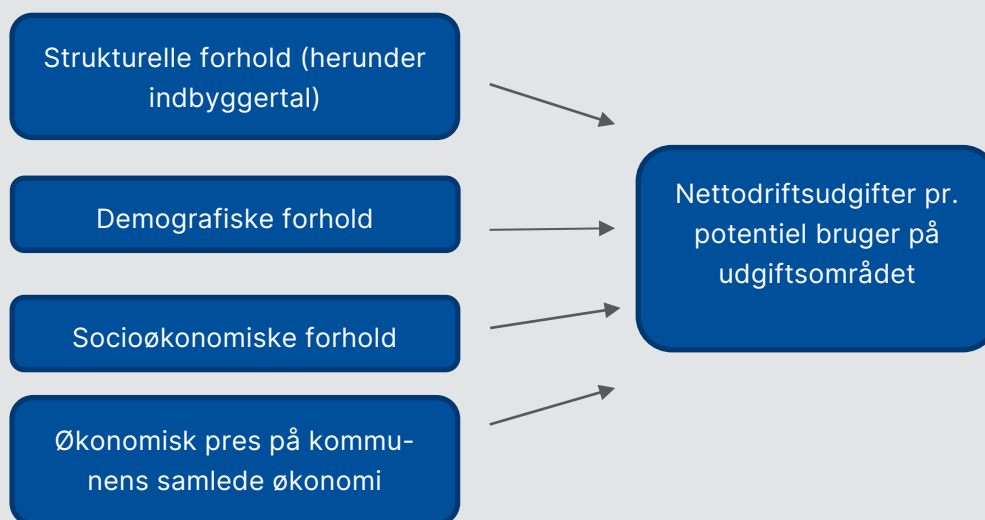 Strukturelle forhold (herunder
indbyggertal)
Demografiske forhold
Socioøkonomiske forhold
Økonomisk pres på kommu-
nens samlede økonomi
Nettodriftsudgifter pr.
potentiel bruger på
udgiftsområdet